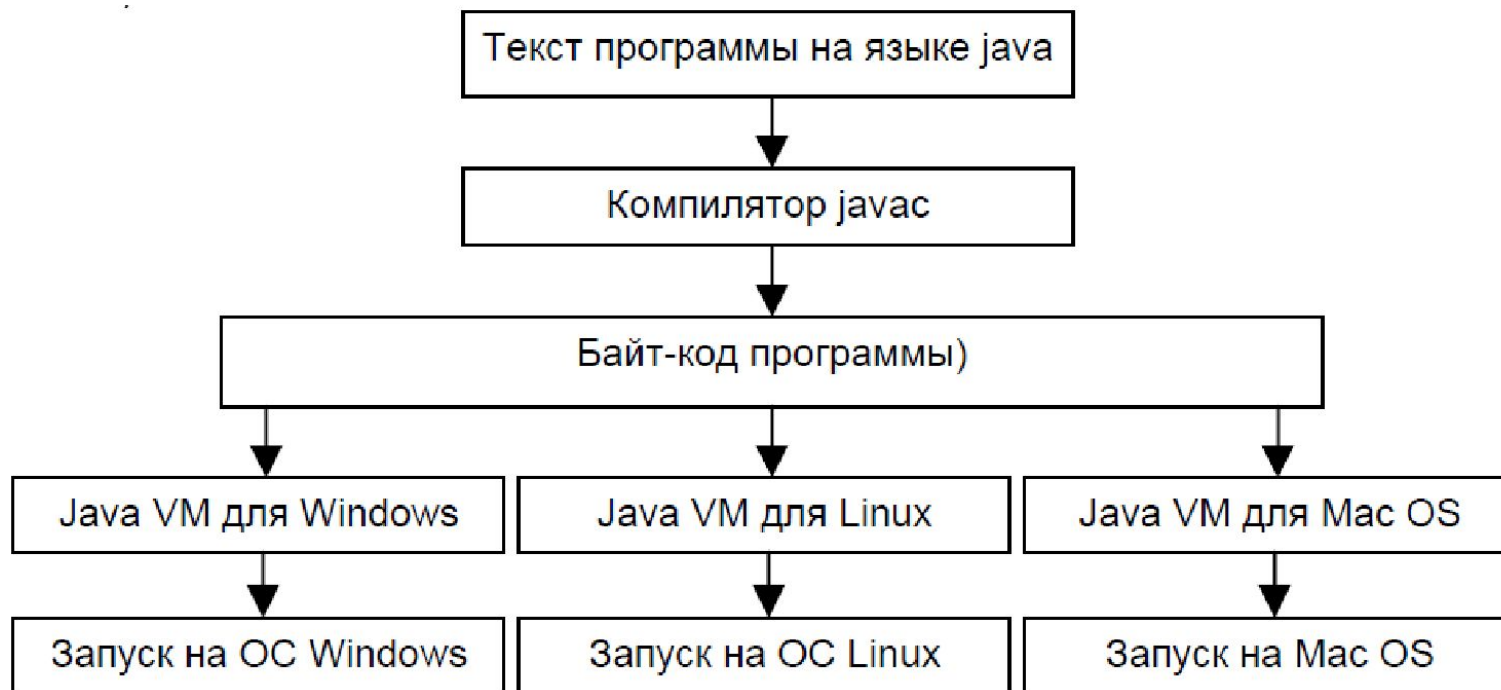 Текст программы на языке java
Компилятор javac
Байт-код программы)
Java VM для Windows
Java VM для Linux
Java VM для Mac OS
Запуск на ОС Windows
Запуск на ОС Linux
Запуск на Mac OS